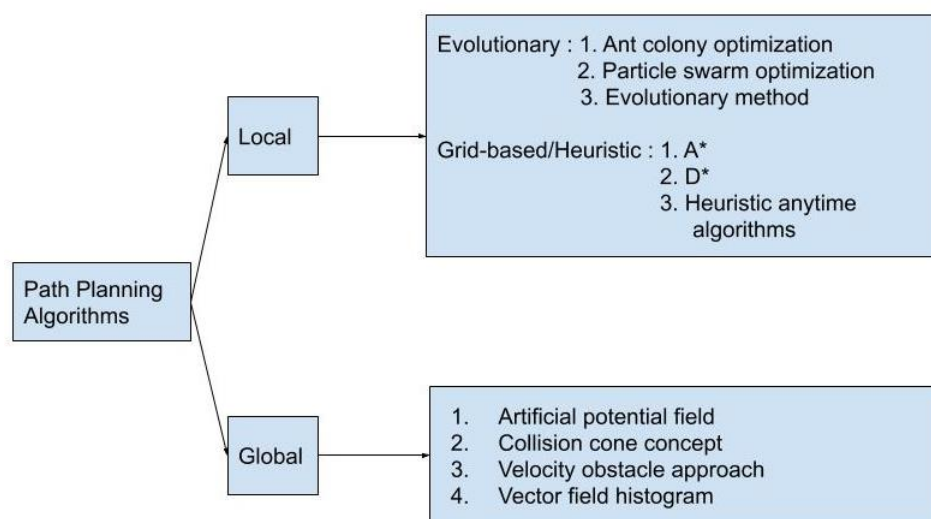 Path Planning
Algorithms
Local
Evolutionary : 1. Ant colony optimization
2. Particle swarm optimization
3. Evolutionary method
Grid-based/Heuristic : 1. A*
2. D*
3. Heuristic anytime
algorithms
Global
1. Artificial potential field
2. Collision cone concept
3. Velocity obstacle approach
4. Vector field histogram